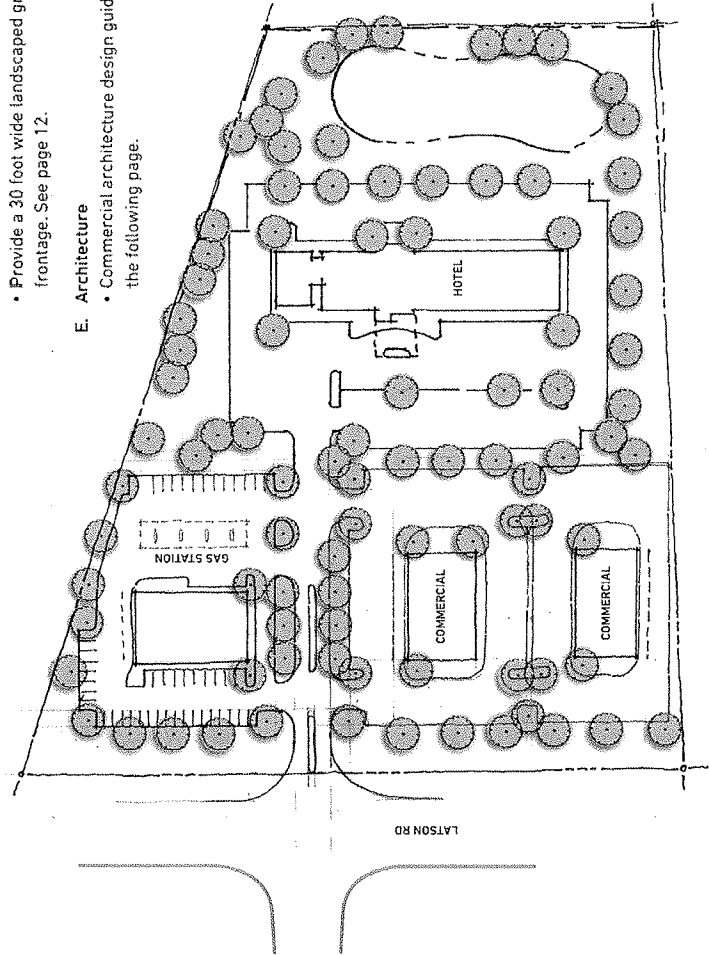 • Provide a 30 foot wide landscaped
frontage. See page 12.
E. Architecture
• Commercial architecture design
the following page.
HOTEL
GAS STATION
COMMERCIAL
COMMERCIAL
LATSON RD